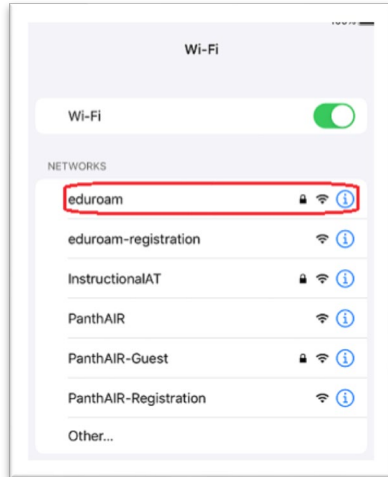 Wi-Fi
Wi-Fi
NETWORKS
eduroam
eduroam-registration
InstructionalAT
PanthAIR
PanthAIR-Guest
PanthAIR-Registration
Other...